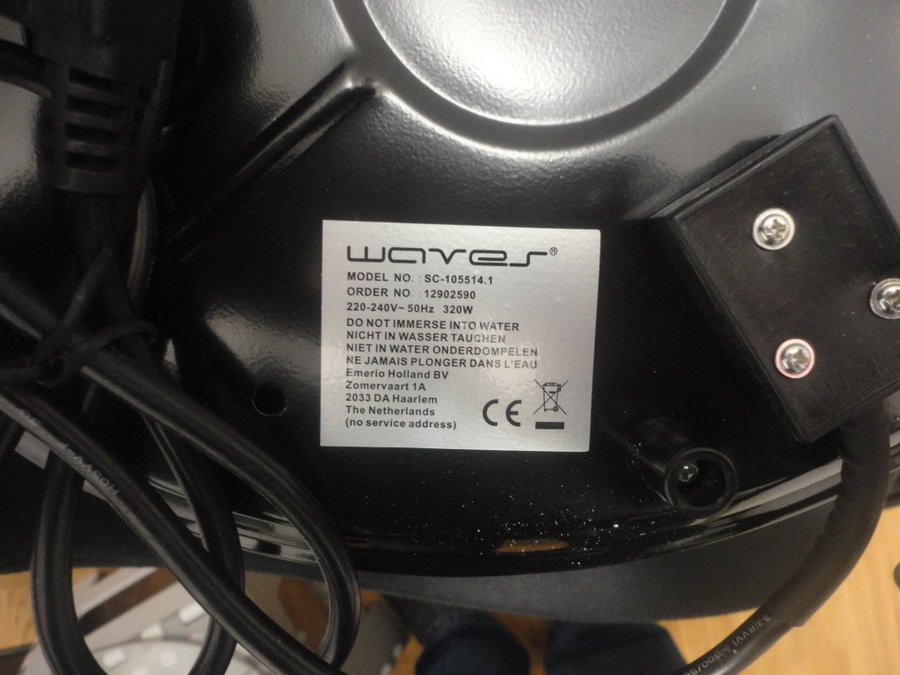 waves®
MODEL NO. : SC-105514.1
ORDER NO. : 12902590
220-240V~ 50Hz 320W
DO NOT IMMERSE INTO WATER
NICHT IN WASSER TAUCHEN
NIET IN WATER ONDERDOMPELEN
NE JAMAIS PLONGER DANS L'EAU
Emerio Holland BV
Zomervaart 1A
2033 DA Haarlem
The Netherlands
(no service address)
CE